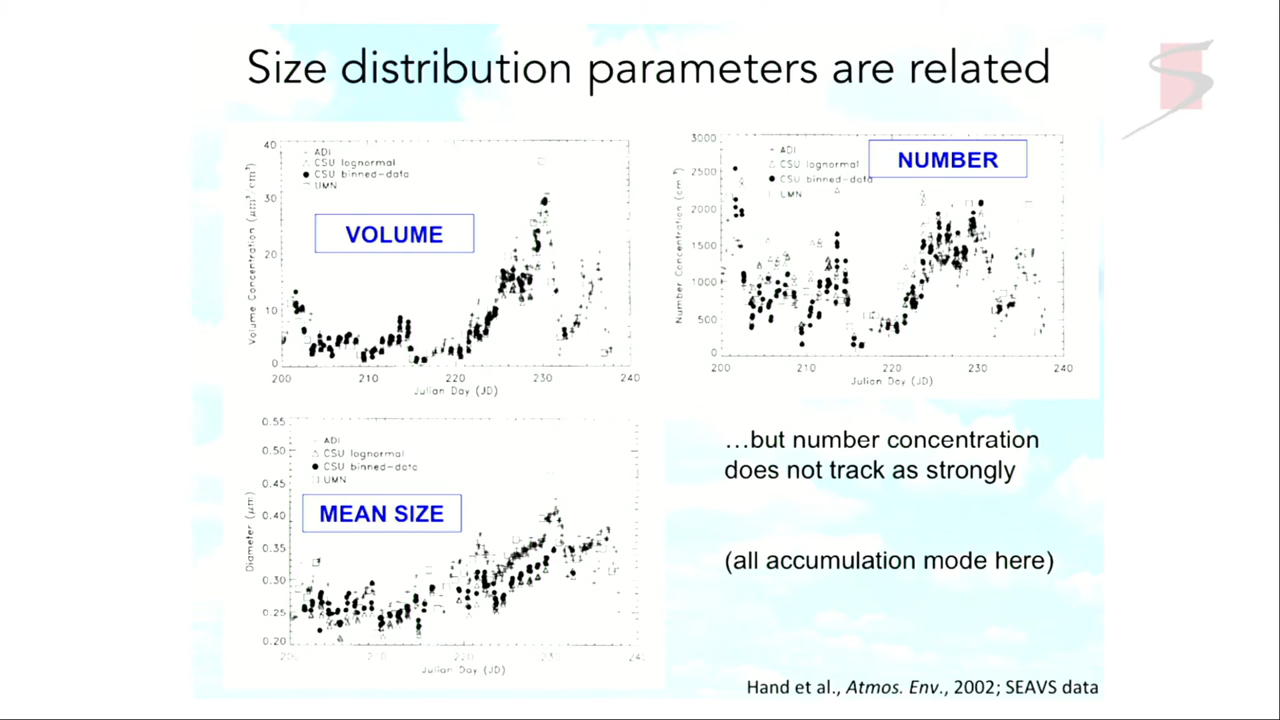 Size distribution parameters are related
40
30
20
10
0
Volume Concentration (μm³/cm³)
ADI
CSU lognormal
CSU binned-data
UMN
VOLUME
200
210
220
230
240
Julian Day (JD)
3000
2500
2000
1500
1000
500
0
Number Concentration (cm⁻³)
ADI
CSU lognormal
CSU binned-data
UMN
NUMBER
200
210
220
230
240
Julian Day (JD)
0.55
0.50
0.45
0.40
0.35
0.30
0.25
0.20
Diameter (μm)
ADI
CSU lognormal
CSU binned-data
UMN
MEAN SIZE
Julian Day (JD)
…but number concentration
does not track as strongly
(all accumulation mode here)
Hand et al., Atmos. Env., 2002; SEAVS data